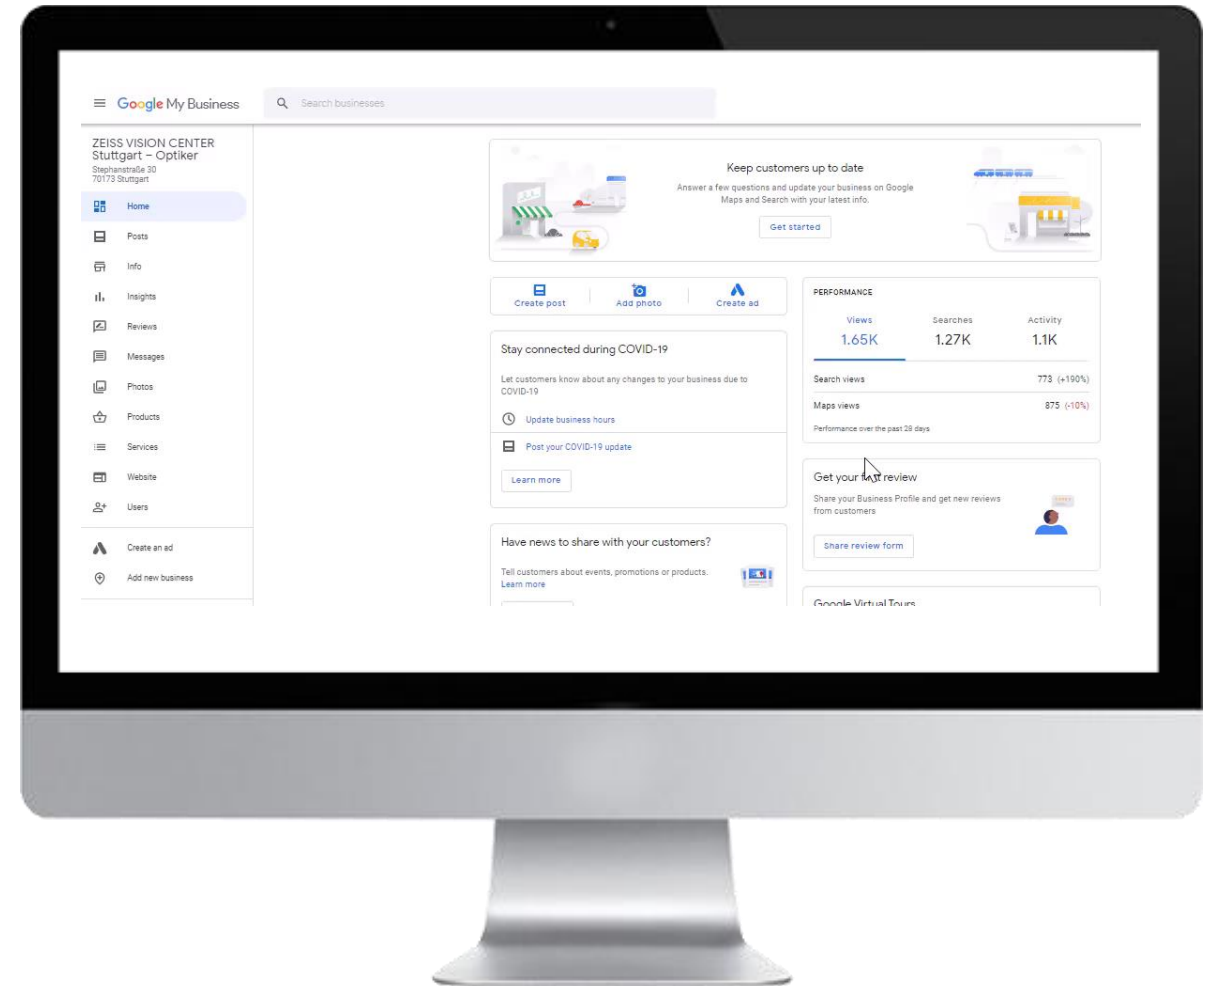 Google My Business
Search businesses
ZEISS VISION CENTER
Stuttgart – Optiker
Stephanstraße 30
70173 Stuttgart
Home
Posts
Info
Insights
Reviews
Messages
Photos
Products
Services
Website
Users
Create an ad
Add new business
Keep customers up to date
Answer a few questions and update your business on Google
Maps and Search with your latest info.
Get started
Create post
Add photo
Create ad
Stay connected during COVID-19
Let customers know about any changes to your business due to
COVID-19
Update business hours
Post your COVID-19 update
Learn more
Have news to share with your customers?
Tell customers about events, promotions or products.
Learn more
PERFORMANCE
Views
Searches
Activity
1.65K
1.27K
1.1K
Search views
773 (+190%)
Maps views
875 (-10%)
Performance over the past 28 days
Get your first review
Share your Business Profile and get new reviews
from customers
Share review form
Google Virtual Tours